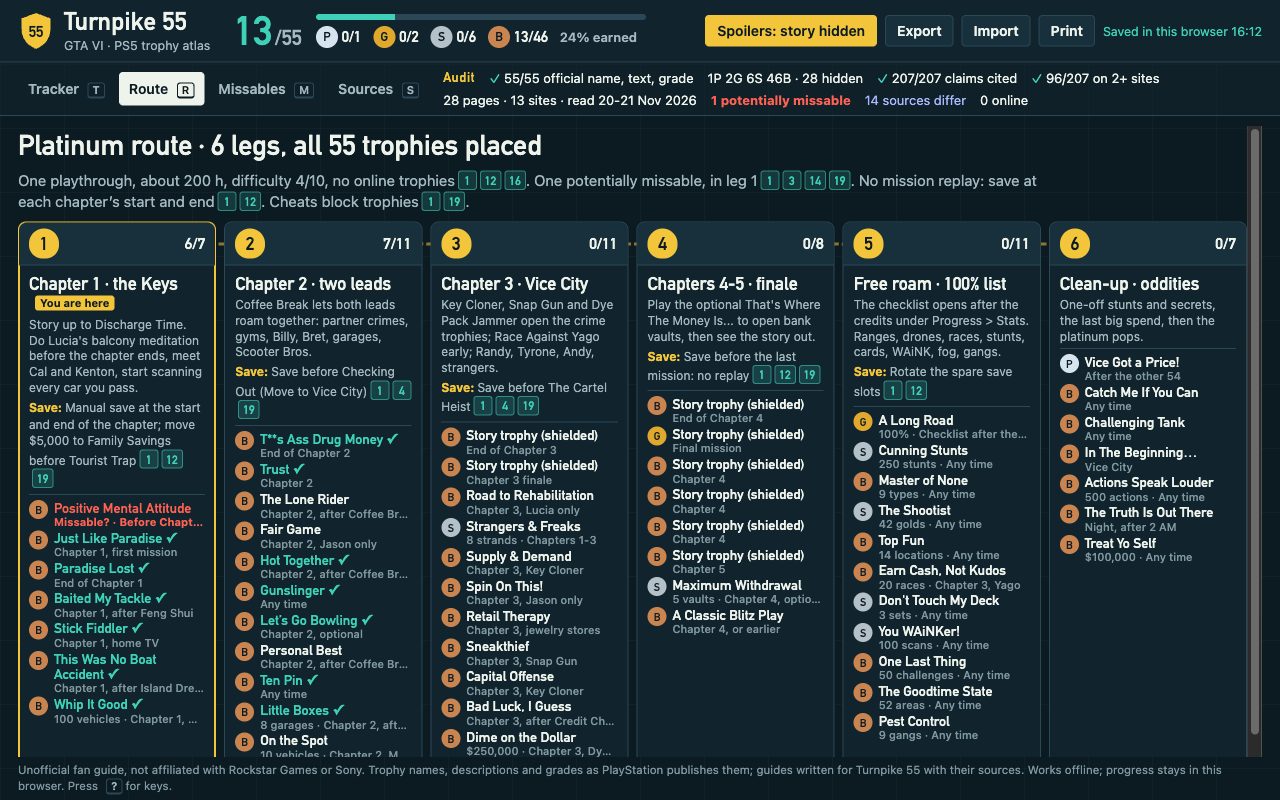 55
Turnpike 55
GTA VI · PS5 trophy atlas
13/55
P 0/1 G 0/2 S 0/6 B 13/46 24% earned
Spoilers: story hidden
Export
Import
Print
Saved in this browser 16:12
Tracker T
Route R
Missables M
Sources S
Audit ✓ 55/55 official name, text, grade 1P 2G 6S 46B · 28 hidden ✓ 207/207 claims cited ✓ 96/207 on 2+ sites
28 pages · 13 sites · read 20-21 Nov 2026 1 potentially missable 14 sources differ 0 online
Platinum route · 6 legs, all 55 trophies placed
One playthrough, about 200 h, difficulty 4/10, no online trophies 1 12 16. One potentially missable, in leg 1 1 3 14 19. No mission replay: save at
each chapter's start and end 1 12. Cheats block trophies 1 19.
1 6/7
Chapter 1 · the Keys
You are here
Story up to Discharge Time.
Do Lucia's balcony meditation
before the chapter ends, meet
Cal and Kenton, start scanning
every car you pass.
Save: Manual save at the start
and end of the chapter; move
$5,000 to Family Savings
before Tourist Trap 1 12
19
B Positive Mental Attitude
Missable? · Before Chapt...
B Just Like Paradise ✓
Chapter 1, first mission
B Paradise Lost ✓
End of Chapter 1
B Baited My Tackle ✓
Chapter 1, after Feng Shui
B Stick Fiddler ✓
Chapter 1, home TV
B This Was No Boat
Accident ✓
Chapter 1, after Island Dre...
B Whip It Good ✓
100 vehicles · Chapter 1, ...
2 7/11
Chapter 2 · two leads
Coffee Break lets both leads
roam together: partner crimes,
gyms, Billy, Bret, garages,
Scooter Bros.
Save: Save before Checking
Out (Move to Vice City) 1 4
19
B T**s Ass Drug Money ✓
End of Chapter 2
B Trust ✓
Chapter 2
B The Lone Rider
Chapter 2, after Coffee Br...
B Fair Game
Chapter 2, Jason only
B Hot Together ✓
Chapter 2, after Coffee Br...
B Gunslinger ✓
Any time
B Let's Go Bowling ✓
Chapter 2, optional
B Personal Best
Chapter 2, after Coffee Br...
B Ten Pin ✓
Any time
B Little Boxes ✓
8 garages · Chapter 2, aft...
B On the Spot
10 vehicles · Chapter 2, M...
3 0/11
Chapter 3 · Vice City
Key Cloner, Snap Gun and Dye
Pack Jammer open the crime
trophies; Race Against Yago
early; Randy, Tyrone, Andy,
strangers.
Save: Save before The Cartel
Heist 1 4 19
B Story trophy (shielded)
End of Chapter 3
B Story trophy (shielded)
Chapter 3 finale
B Road to Rehabilitation
Chapter 3, Lucia only
S Strangers & Freaks
8 strands · Chapters 1-3
B Supply & Demand
Chapter 3, Key Cloner
B Spin On This!
Chapter 3, Jason only
B Retail Therapy
Chapter 3, jewelry stores
B Sneakthief
Chapter 3, Snap Gun
B Capital Offense
Chapter 3, Key Cloner
B Bad Luck, I Guess
Chapter 3, after Credit Ch...
B Dime on the Dollar
$250,000 · Chapter 3, Dy...
4 0/8
Chapters 4-5 · finale
Play the optional That's Where
The Money Is... to open bank
vaults, then see the story out.
Save: Save before the last
mission: no replay 1 12 19
B Story trophy (shielded)
End of Chapter 4
G Story trophy (shielded)
Final mission
B Story trophy (shielded)
Chapter 4
B Story trophy (shielded)
Chapter 4
B Story trophy (shielded)
Chapter 4
B Story trophy (shielded)
Chapter 5
S Maximum Withdrawal
5 vaults · Chapter 4, optio...
B A Classic Blitz Play
Chapter 4, or earlier
5 0/11
Free roam · 100% list
The checklist opens after the
credits under Progress > Stats.
Ranges, drones, races, stunts,
cards, WAiNK, fog, gangs.
Save: Rotate the spare save
slots 1 12
G A Long Road
100% · Checklist after the...
S Cunning Stunts
250 stunts · Any time
B Master of None
9 types · Any time
S The Shootist
42 golds · Any time
B Top Fun
14 locations · Any time
B Earn Cash, Not Kudos
20 races · Chapter 3, Yago
S Don't Touch My Deck
3 sets · Any time
S You WAiNKer!
100 scans · Any time
B One Last Thing
50 challenges · Any time
B The Goodtime State
52 areas · Any time
B Pest Control
9 gangs · Any time
6 0/7
Clean-up · oddities
One-off stunts and secrets,
the last big spend, then the
platinum pops.
P Vice Got a Price!
After the other 54
B Catch Me If You Can
Any time
B Challenging Tank
Any time
B In The Beginning...
Vice City
B Actions Speak Louder
500 actions · Any time
B The Truth Is Out There
Night, after 2 AM
B Treat Yo Self
$100,000 · Any time
Unofficial fan guide, not affiliated with Rockstar Games or Sony. Trophy names, descriptions and grades as PlayStation publishes them; guides written for Turnpike 55 with their sources. Works offline; progress stays in this
browser. Press ? for keys.